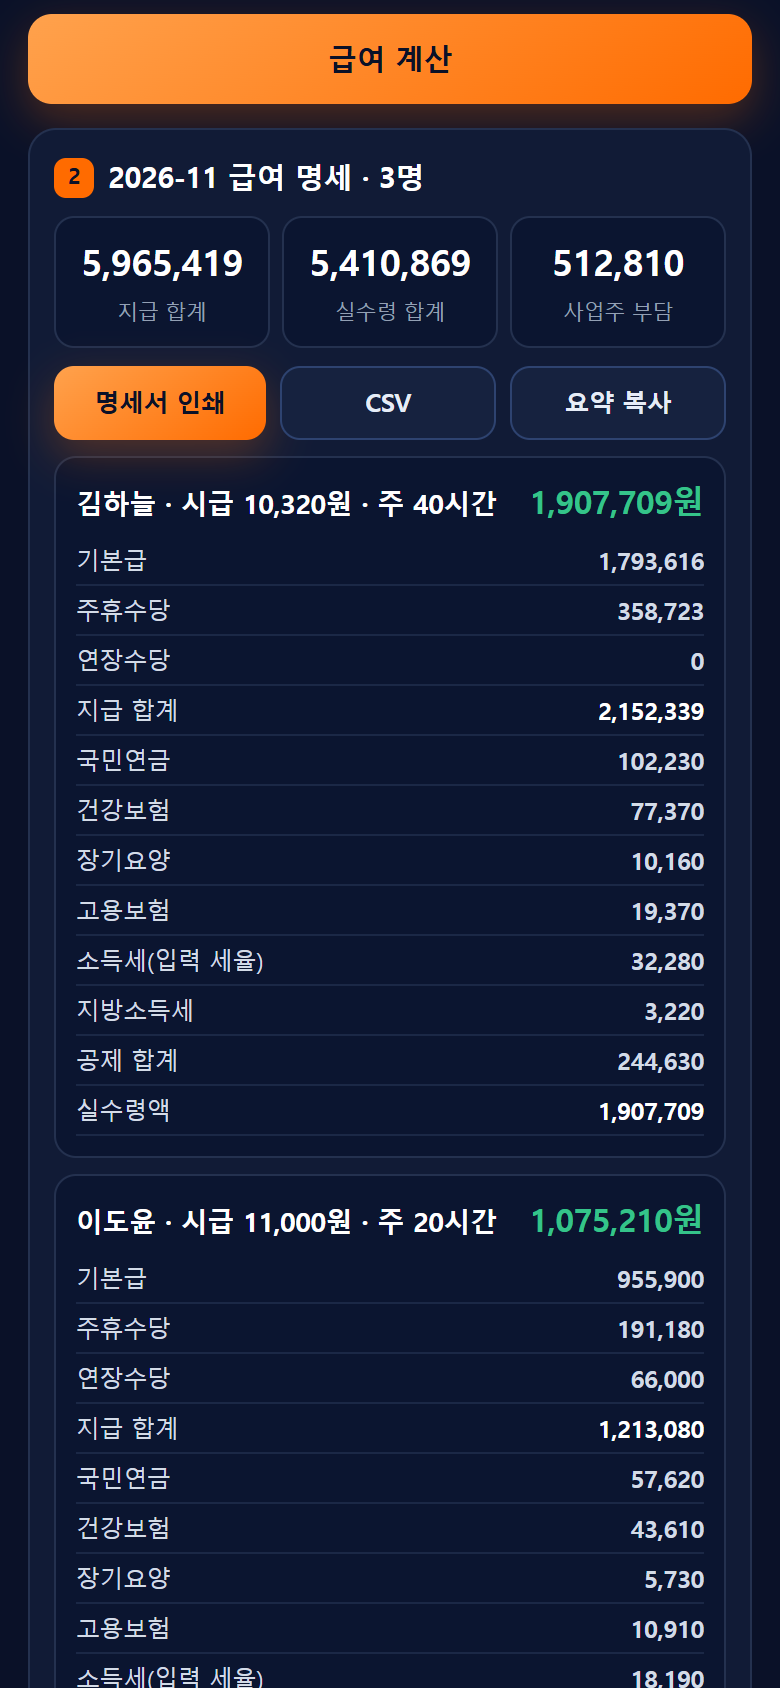 급여 계산
2 2026-11 급여 명세 · 3명
5,965,419 5,410,869 512,810
지급 합계 실수령 합계 사업주 부담
명세서 인쇄 CSV 요약 복사
김하늘 · 시급 10,320원 · 주 40시간 1,907,709원
기본급 1,793,616
주휴수당 358,723
연장수당 0
지급 합계 2,152,339
국민연금 102,230
건강보험 77,370
장기요양 10,160
고용보험 19,370
소득세(입력 세율) 32,280
지방소득세 3,220
공제 합계 244,630
실수령액 1,907,709
이도윤 · 시급 11,000원 · 주 20시간 1,075,210원
기본급 955,900
주휴수당 191,180
연장수당 66,000
지급 합계 1,213,080
국민연금 57,620
건강보험 43,610
장기요양 5,730
고용보험 10,910
소득세(입력 세율) 18,190